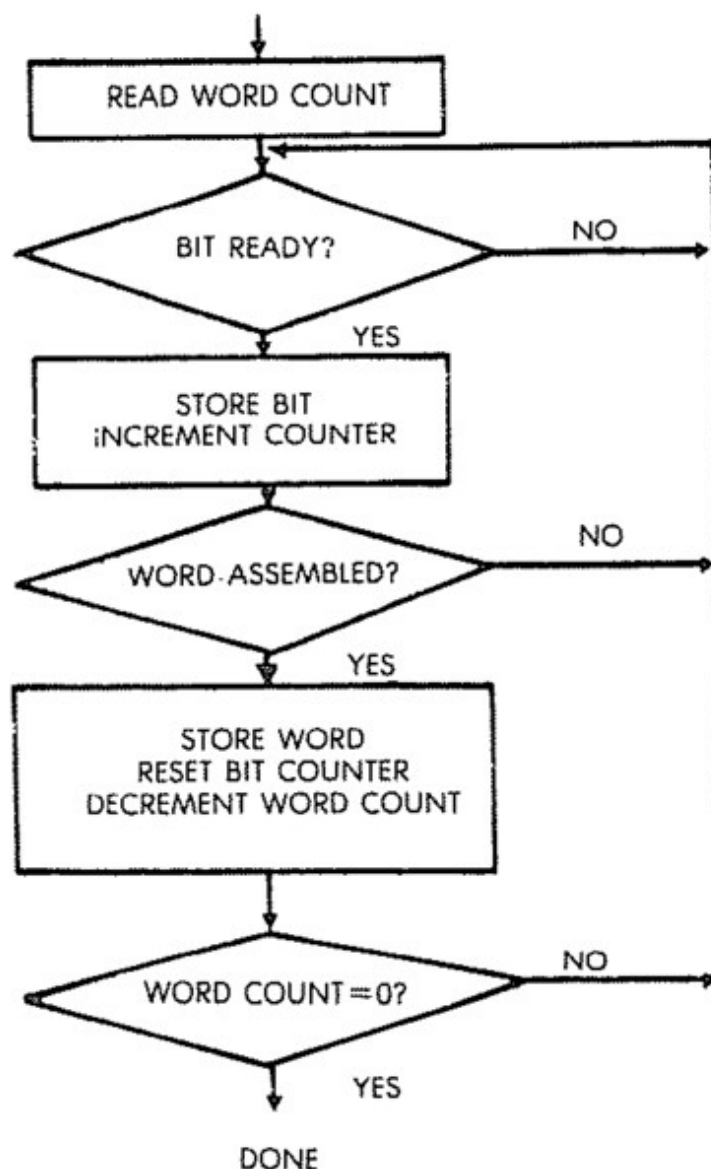 READ WORD COUNT
BIT READY?
NO
YES
STORE BIT
INCREMENT COUNTER
WORD-ASSEMBLED?
NO
YES
STORE WORD
RESET BIT COUNTER
DECREMENT WORD COUNT
WORD COUNT=0?
NO
YES
DONE